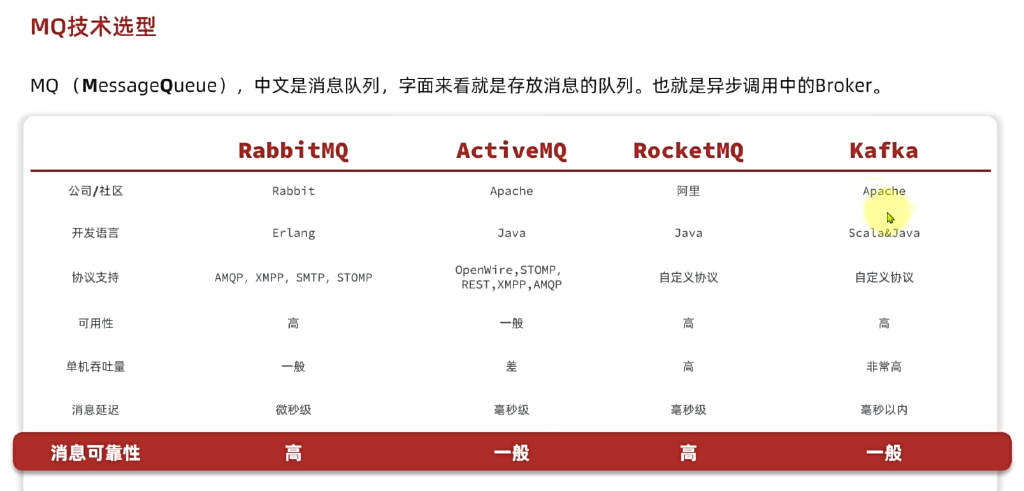 MQ技术选型
MQ （MessageQueue），中文是消息队列，字面来看就是存放消息的队列。也就是异步调用中的Broker。
RabbitMQ ActiveMQ RocketMQ Kafka
公司/社区 Rabbit Apache 阿里 Apache
开发语言 Erlang Java Java Scala&Java
协议支持 AMQP, XMPP, SMTP, STOMP OpenWire,STOMP, REST,XMPP,AMQP 自定义协议 自定义协议
可用性 高 一般 高 高
单机吞吐量 一般 差 高 非常高
消息延迟 微秒级 毫秒级 毫秒级 毫秒以内
消息可靠性 高 一般 高 一般